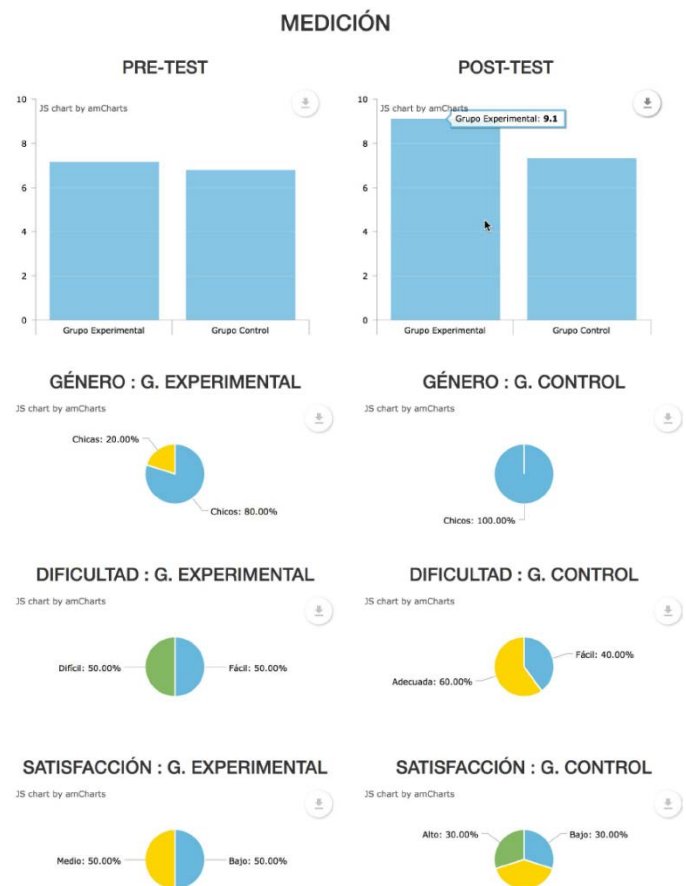 MEDICIÓN
PRE-TEST
10
JS chart by amCharts
8
6
4
2
0
Grupo Experimental
Grupo Control
POST-TEST
10
JS chart by amCharts
Grupo Experimental: 9.1
8
6
4
2
0
Grupo Experimental
Grupo Control
GÉNERO : G. EXPERIMENTAL
JS chart by amCharts
Chicas: 20.00%
Chicos: 80.00%
GÉNERO : G. CONTROL
JS chart by amCharts
Chicos: 100.00%
DIFICULTAD : G. EXPERIMENTAL
JS chart by amCharts
Difícil: 50.00%
Fácil: 50.00%
DIFICULTAD : G. CONTROL
JS chart by amCharts
Fácil: 40.00%
Adecuada: 60.00%
SATISFACCIÓN : G. EXPERIMENTAL
JS chart by amCharts
Medio: 50.00%
Bajo: 50.00%
SATISFACCIÓN : G. CONTROL
JS chart by amCharts
Alto: 30.00%
Bajo: 30.00%